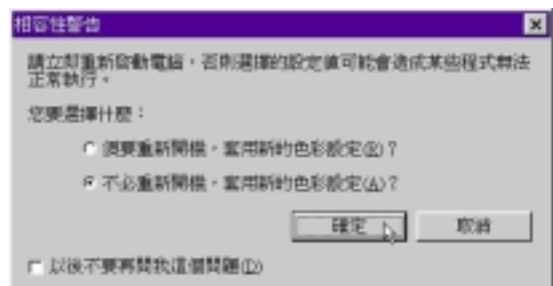 相容性警告
請立即重新啟動電腦，否則選擇的設定值可能會造成某些程式無法
正常執行。
您要選擇什麼：
需要重新開機，套用新的色彩設定(R)？
不必重新開機，套用新的色彩設定(A)？
確定
取消
以後不要再問我這個問題(D)